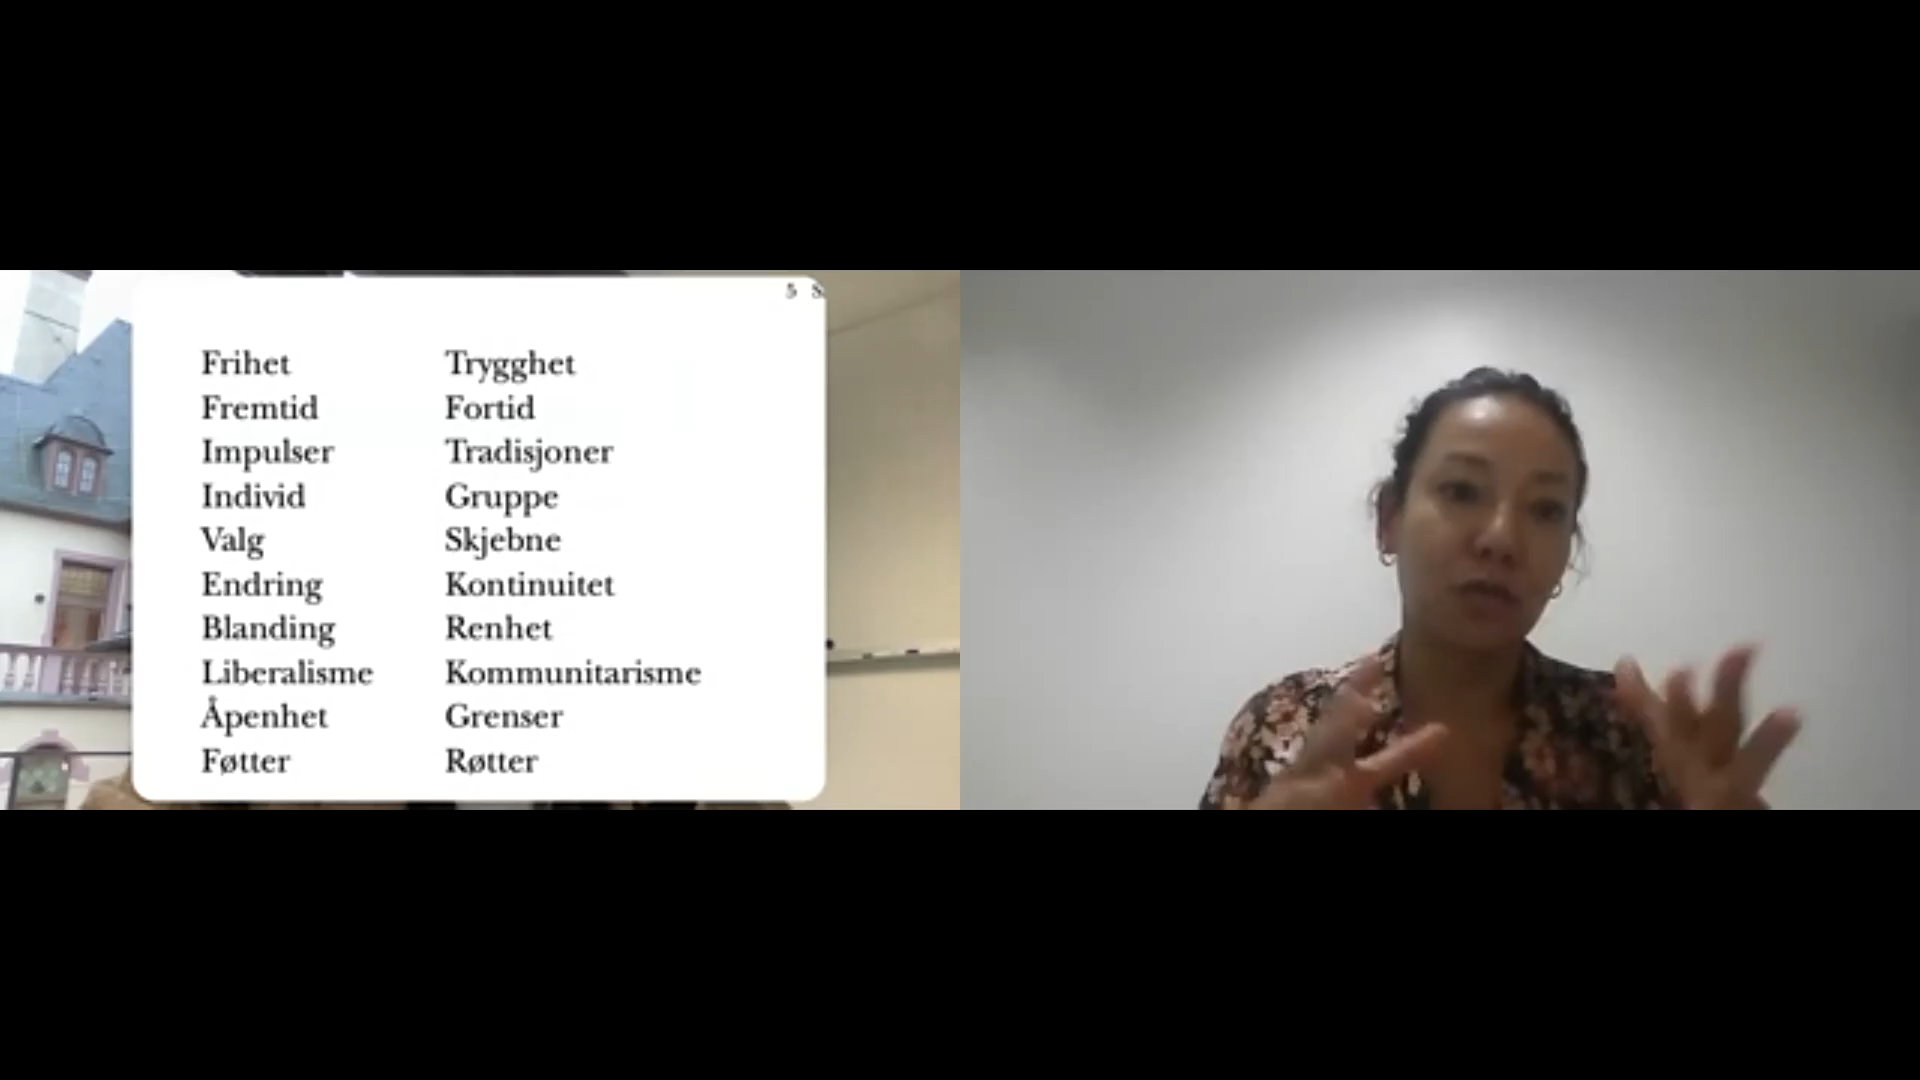 5
Frihet Trygghet
Fremtid Fortid
Impulser Tradisjoner
Individ Gruppe
Valg Skjebne
Endring Kontinuitet
Blanding Renhet
Liberalisme Kommunitarisme
Åpenhet Grenser
Føtter Røtter